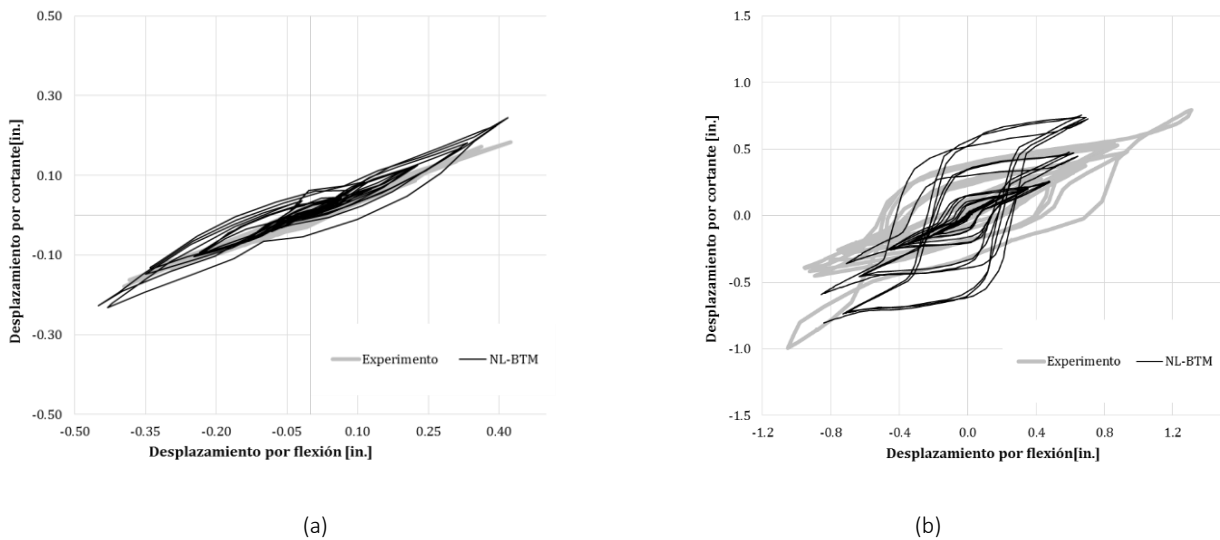 0.50
0.30
0.10
-0.10
-0.30
-0.50
-0.50 -0.35 -0.20 -0.05 0.10 0.25 0.40
Desplazamiento por cortante[in.]
Desplazamiento por flexión [in.]
Experimento NL-BTM
(a)
1.5
1.0
0.5
0.0
-0.5
-1.0
-1.5
-1.2 -0.8 -0.4 0.0 0.4 0.8 1.2
Desplazamiento por cortante [in.]
Desplazamiento por flexión[in.]
Experimento NL-BTM
(b)